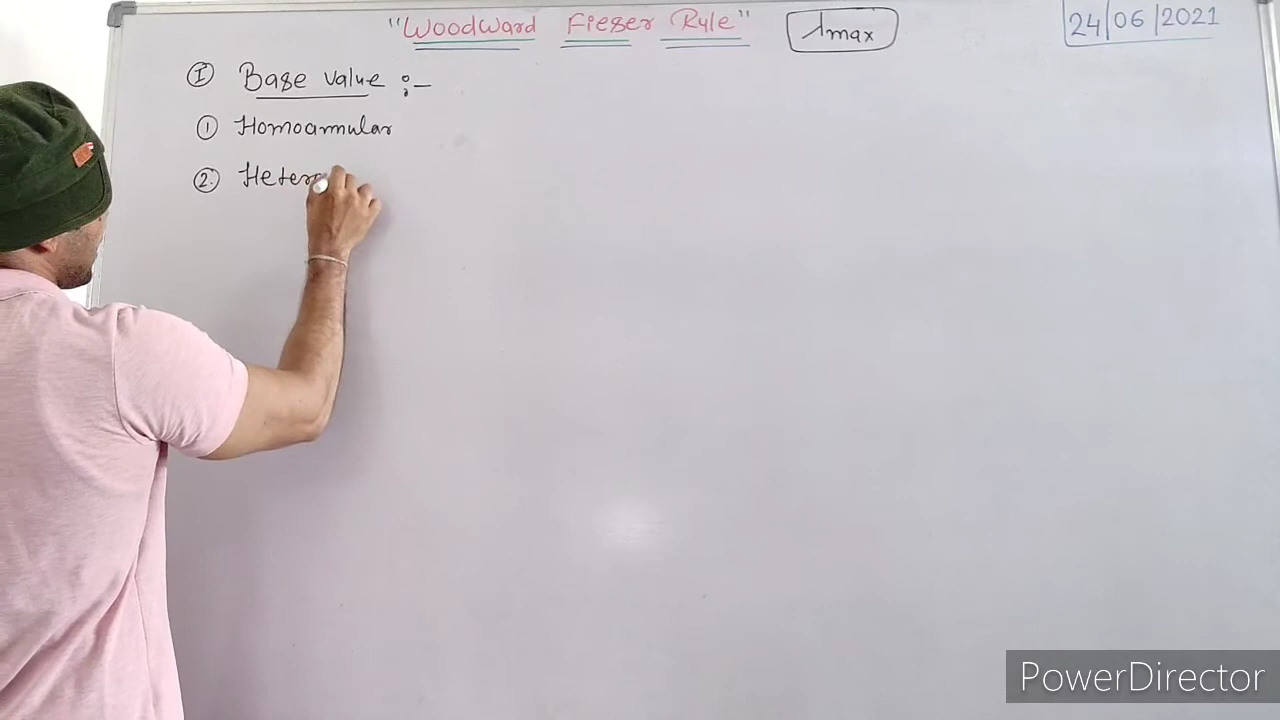 "WoodWard Fieser Rule" λmax
24/06/2021
I Base value :-
1 Homoannular
2. Heter
PowerDirector